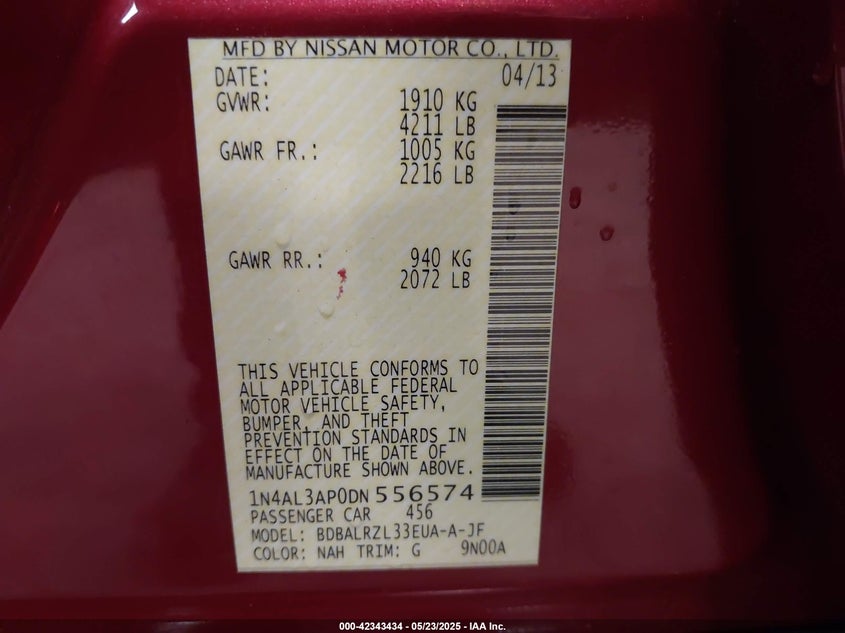 MFD BY NISSAN MOTOR CO., LTD.
DATE: 04/13
GVWR: 1910 KG
4211 LB
GAWR FR.: 1005 KG
2216 LB
GAWR RR.: 940 KG
2072 LB
THIS VEHICLE CONFORMS TO
ALL APPLICABLE FEDERAL
MOTOR VEHICLE SAFETY,
BUMPER, AND THEFT
PREVENTION STANDARDS IN
EFFECT ON THE DATE OF
MANUFACTURE SHOWN ABOVE.
1N4AL3AP0DN556574
PASSENGER CAR 456
MODEL: BDBALRZL33EUA-A-JF
COLOR: NAH TRIM: G 9N00A
000-42343434 - 05/23/2025 - IAA Inc.